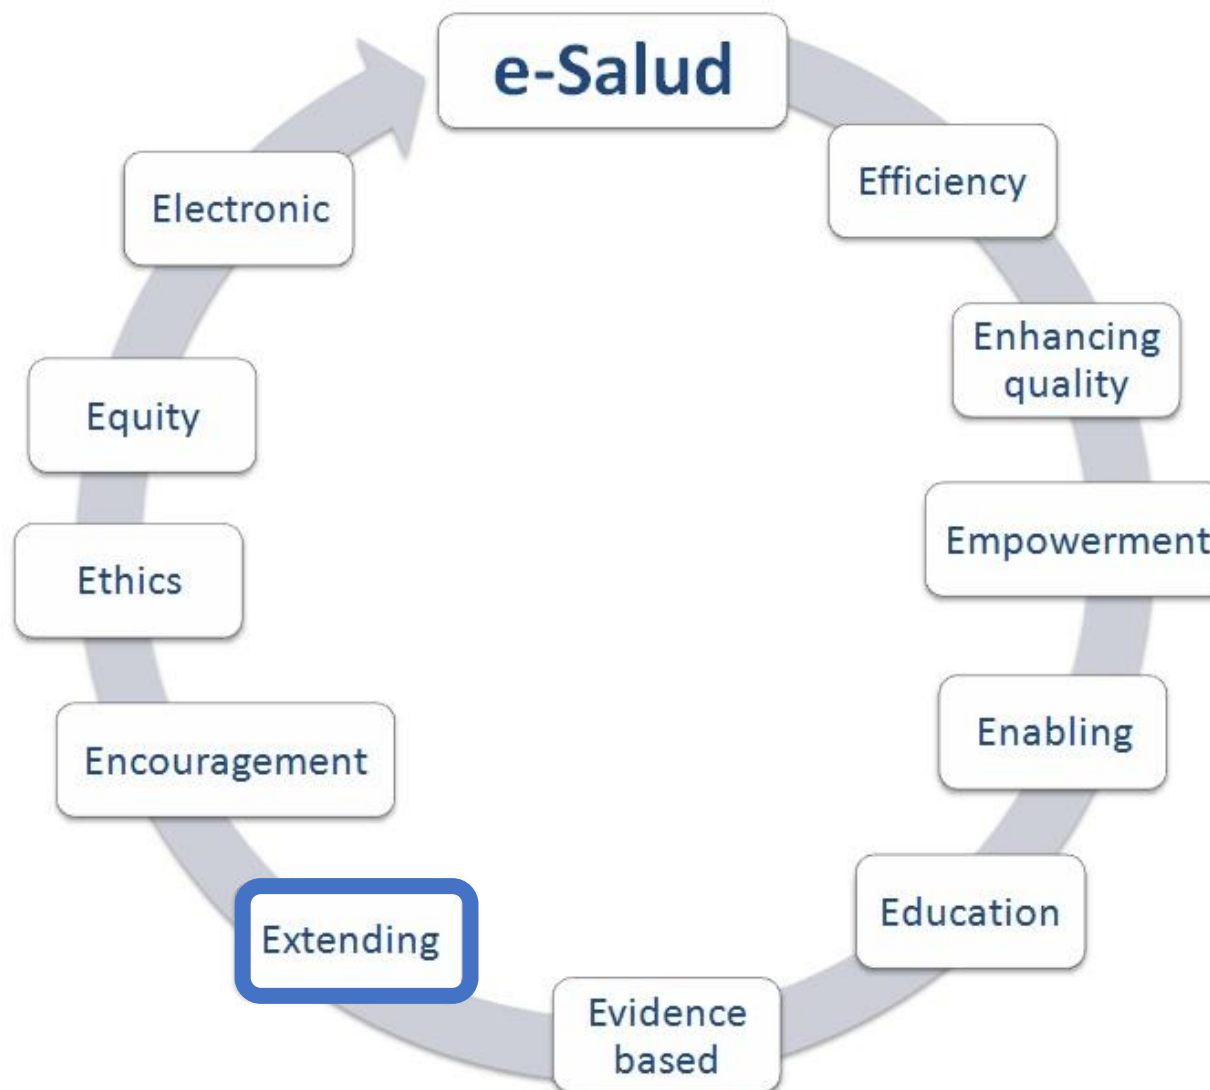 e-Salud
Efficiency
Enhancing
quality
Empowerment
Enabling
Education
Evidence
based
Extending
Encouragement
Ethics
Equity
Electronic